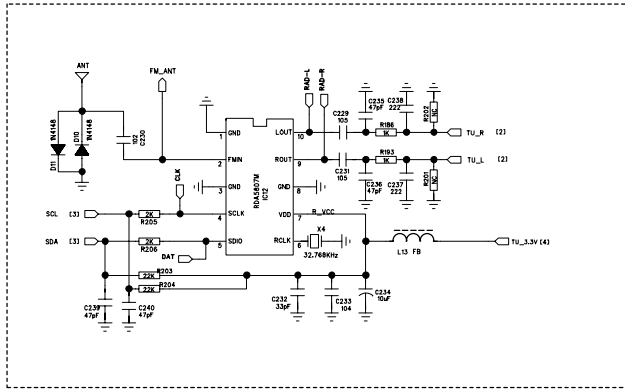 ANT
FM_ANT
RAD-L
RAD-R
1N4148
D11
1N4148
D10
102
C230
CLK
1 GND
2 FMIN
3 GND
4 SCLK
5 SDIO
LOUT 10
ROUT 9
GND 8
VDD 7
RCLK 6
RDA5807M
IC12
C229
105
C235
47pF
C238
222
R186
1K
R202
NC
TU_R [2]
C231
105
C236
47pF
R193
1K
C237
222
R201
NC
TU_L [2]
R_VCC
X4
32.768KHz
L13 FB
TU_3.3V[4]
SCL [3]
2K
R205
SDA [3]
2K
R206
DAT
R203
22K
R204
22K
C239
47pF
C240
47pF
C232
33pF
C233
104
C234
10uF